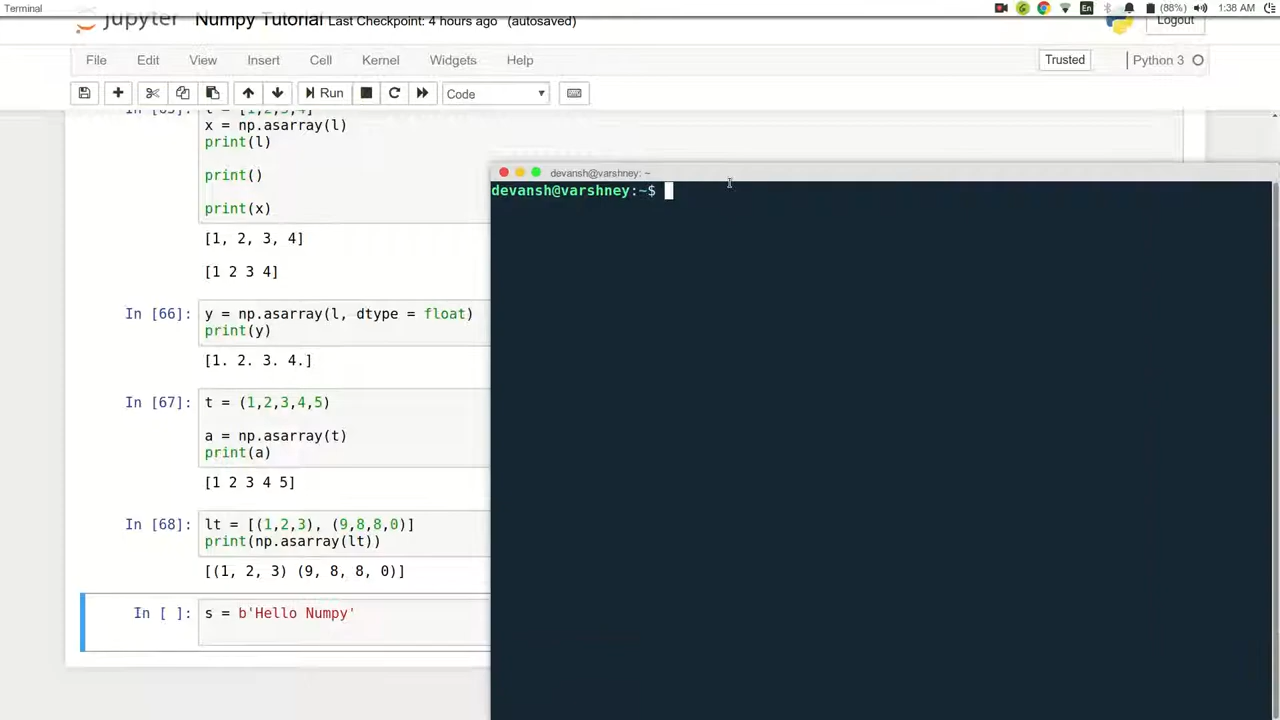 Terminal
En
(88%)
1:38 AM
jupyter Numpy Tutorial Last Checkpoint: 4 hours ago (autosaved)
Logout
File Edit View Insert Cell Kernel Widgets Help
Trusted
Python 3
Run
Code
x = np.asarray(l)
print(l)
print()
print(x)
[1, 2, 3, 4]
[1 2 3 4]
In [66]: y = np.asarray(l, dtype = float)
print(y)
[1. 2. 3. 4.]
In [67]: t = (1,2,3,4,5)
a = np.asarray(t)
print(a)
[1 2 3 4 5]
In [68]: lt = [(1,2,3), (9,8,8,0)]
print(np.asarray(lt))
[(1, 2, 3) (9, 8, 8, 0)]
In [ ]: s = b'Hello Numpy'
devansh@varshney: ~
devansh@varshney:~$